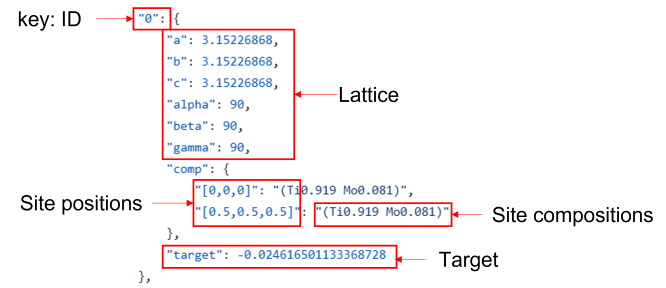 key: ID "0": {
"a": 3.15226868,
"b": 3.15226868,
"c": 3.15226868,
Lattice
"alpha": 90,
"beta": 90,
"gamma": 90,
"comp": {
"[0,0,0]": "(Ti0.919 Mo0.081)",
Site positions
"[0.5,0.5,0.5]": "(Ti0.919 Mo0.081)"
Site compositions
},
"target": -0.024616501133368728
Target
},